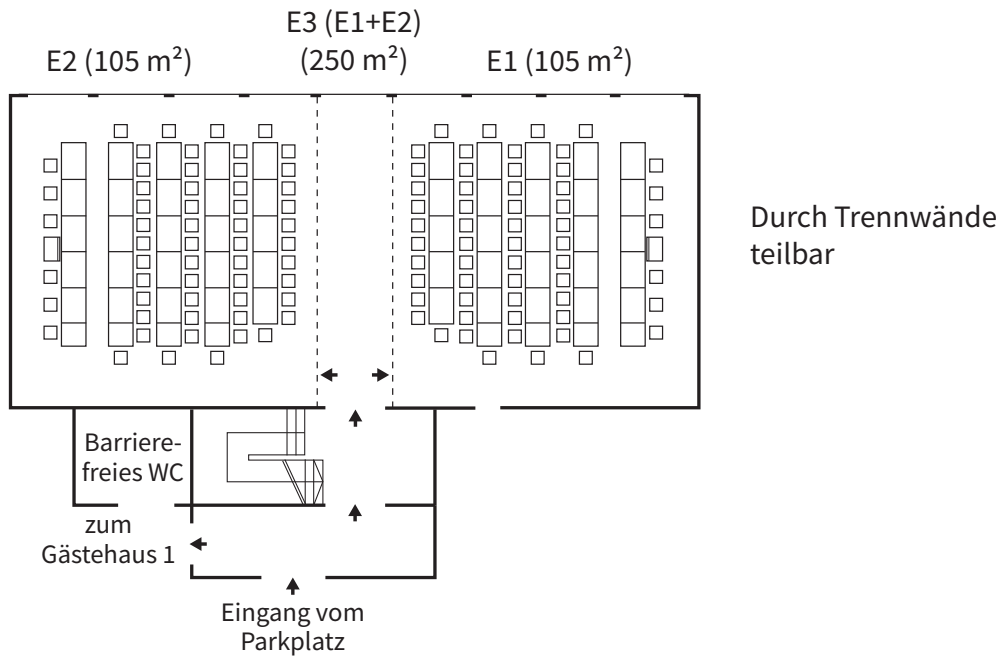 E3 (E1+E2)
(250 m²)
E2 (105 m²)
E1 (105 m²)
Durch Trennwände
teilbar
Barriere-
freies WC
zum
Gästehaus 1
Eingang vom
Parkplatz